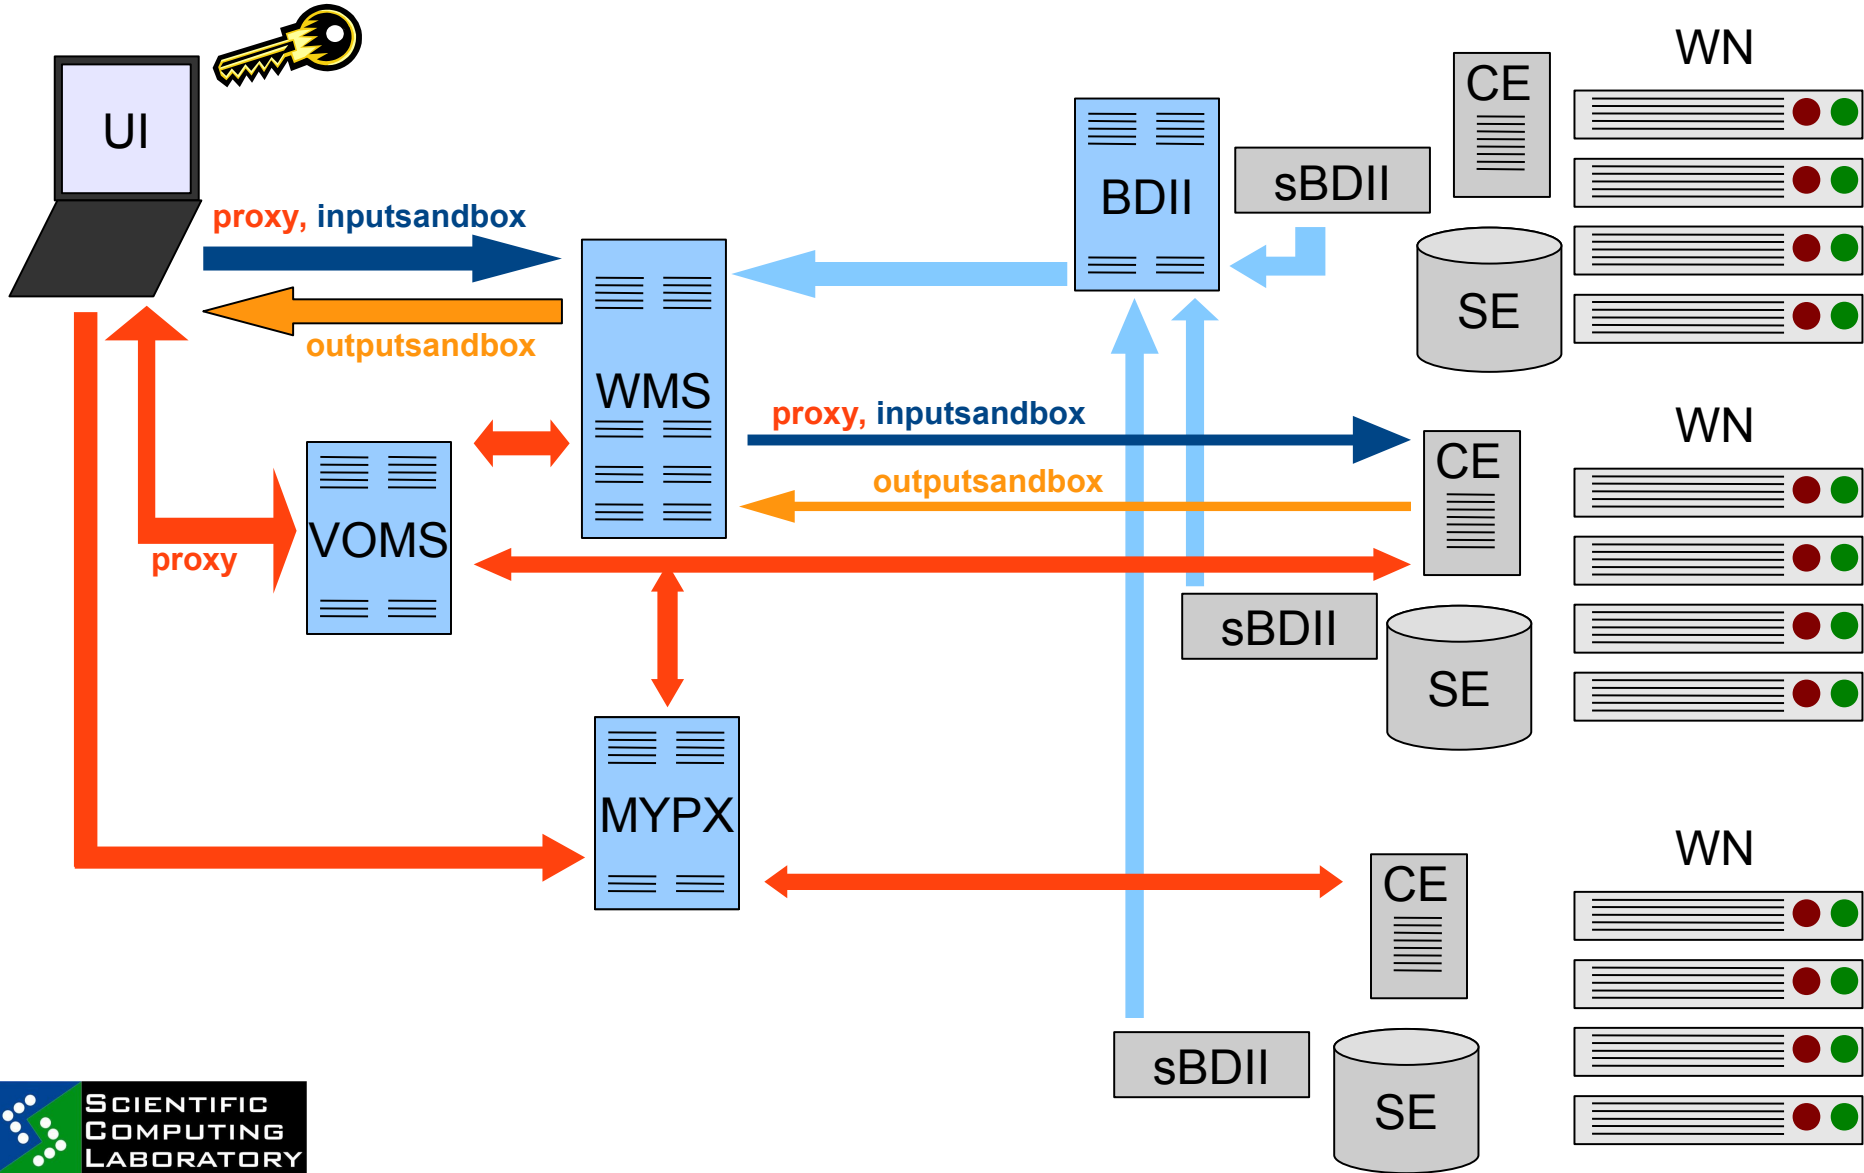 UI
proxy, inputsandbox
outputsandbox
proxy
VOMS
WMS
MYPX
BDII
sBDII
CE
SE
WN
proxy, inputsandbox
outputsandbox
CE
sBDII
SE
WN
CE
sBDII
SE
WN
SCIENTIFIC
COMPUTING
LABORATORY